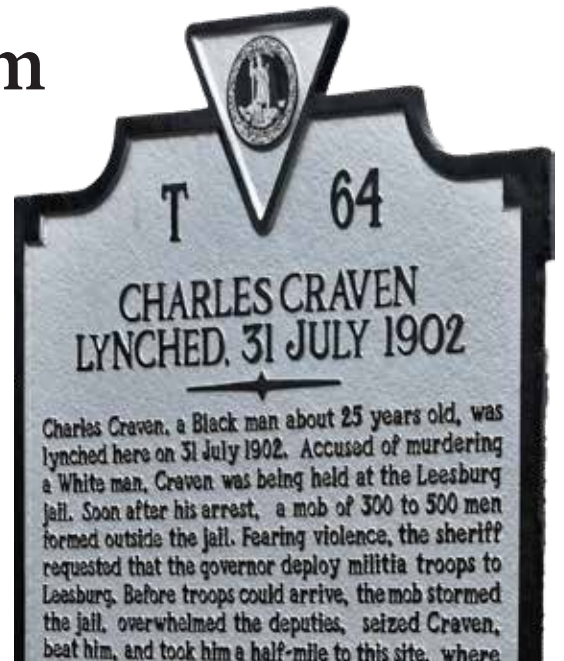 m
T 64
CHARLES CRAVEN
LYNCHED, 31 JULY 1902
Charles Craven, a Black man about 25 years old, was
lynched here on 31 July 1902. Accused of murdering
a White man, Craven was being held at the Leesburg
jail. Soon after his arrest, a mob of 300 to 500 men
formed outside the jail. Fearing violence, the sheriff
requested that the governor deploy militia troops to
Leesburg. Before troops could arrive, the mob stormed
the jail, overwhelmed the deputies, seized Craven,
beat him, and took him a half-mile to this site, where